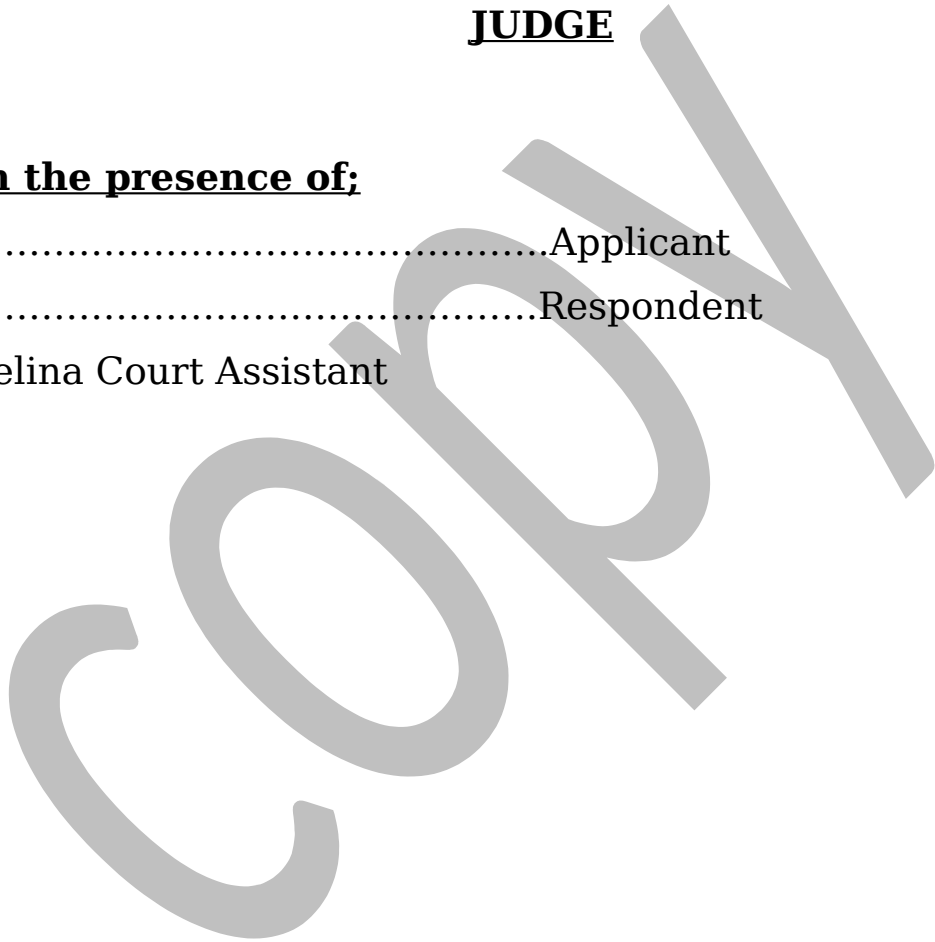 JUDGE
n the presence of;
……………………………………….Applicant
………………………………………Respondent
elina Court Assistant
copy